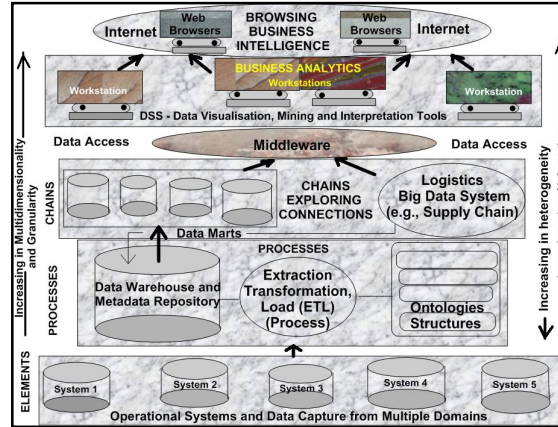 Internet
Web
Browsers
BROWSING
BUSINESS
INTELLIGENCE
Web
Browsers
Internet
Workstation
BUSINESS ANALYTICS
Workstations
Workstation
DSS - Data Visualisation, Mining and Interpretation Tools
Data Access
Middleware
Data Access
CHAINS
CHAINS
EXPLORING
CONNECTIONS
Logistics
Big Data System
(e.g., Supply Chain)
Data Marts
PROCESSES
PROCESSES
Data Warehouse and
Metadata Repository
Extraction
Transformation,
Load (ETL)
(Process)
Ontologies
Structures
ELEMENTS
System 1
System 2
System 3
System 4
System 5
Operational Systems and Data Capture from Multiple Domains
Increasing in Multidimensionality
and Granularity
Increasing in heterogeneity